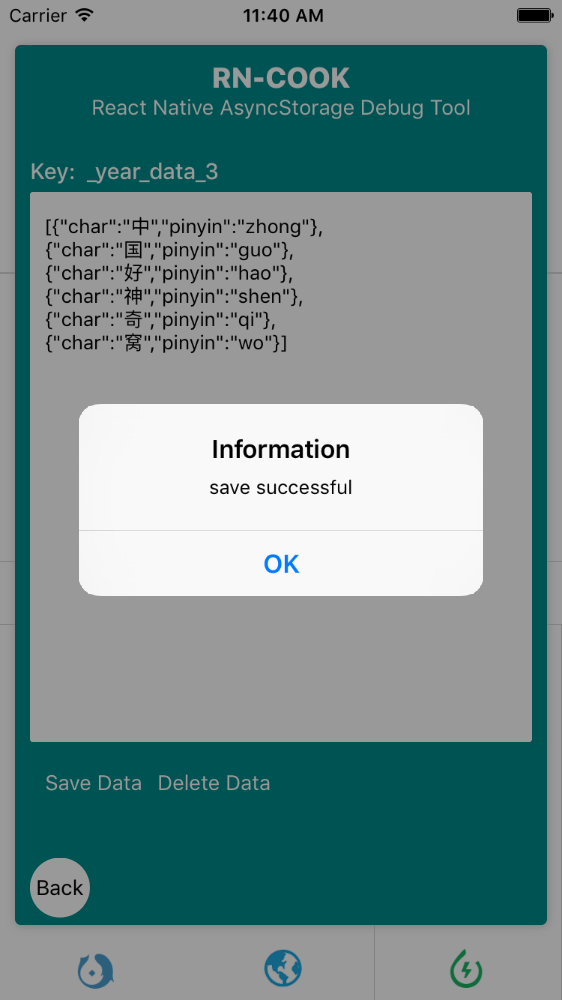 Carrier 11:40 AM
RN-COOK
React Native AsyncStorage Debug Tool
Key: _year_data_3
[{"char":"中","pinyin":"zhong"},
{"char":"国","pinyin":"guo"},
{"char":"好","pinyin":"hao"},
{"char":"神","pinyin":"shen"},
{"char":"奇","pinyin":"qi"},
{"char":"窝","pinyin":"wo"}]
Information
save successful
OK
Save Data Delete Data
Back